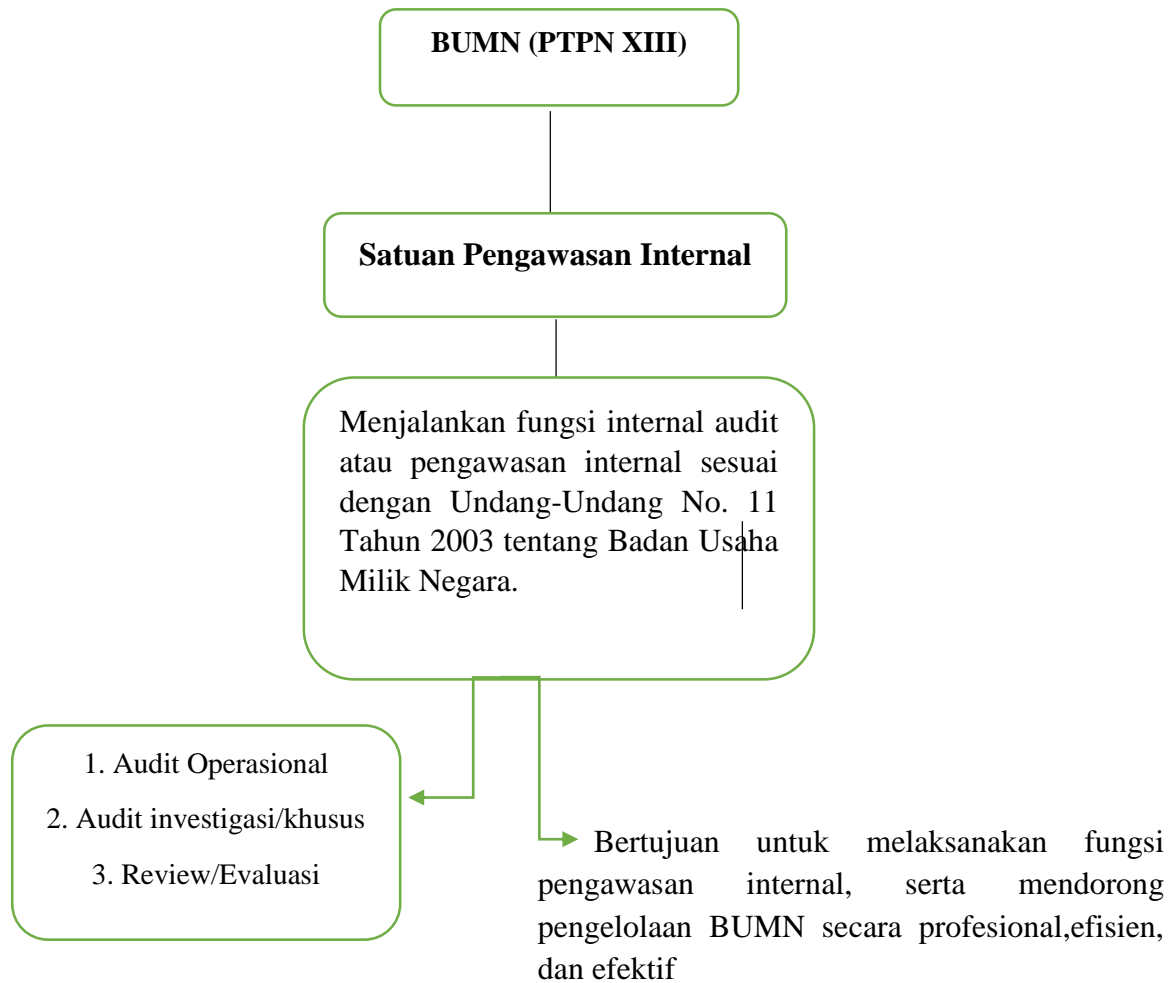 BUMN (PTPN XIII)
Satuan Pengawasan Internal
Menjalankan fungsi internal audit
atau pengawasan internal sesuai
dengan Undang-Undang No. 11
Tahun 2003 tentang Badan Usaha
Milik Negara.
1. Audit Operasional
2. Audit investigasi/khusus
3. Review/Evaluasi
Bertujuan untuk melaksanakan fungsi
pengawasan internal, serta mendorong
pengelolaan BUMN secara profesional,efisien,
dan efektif